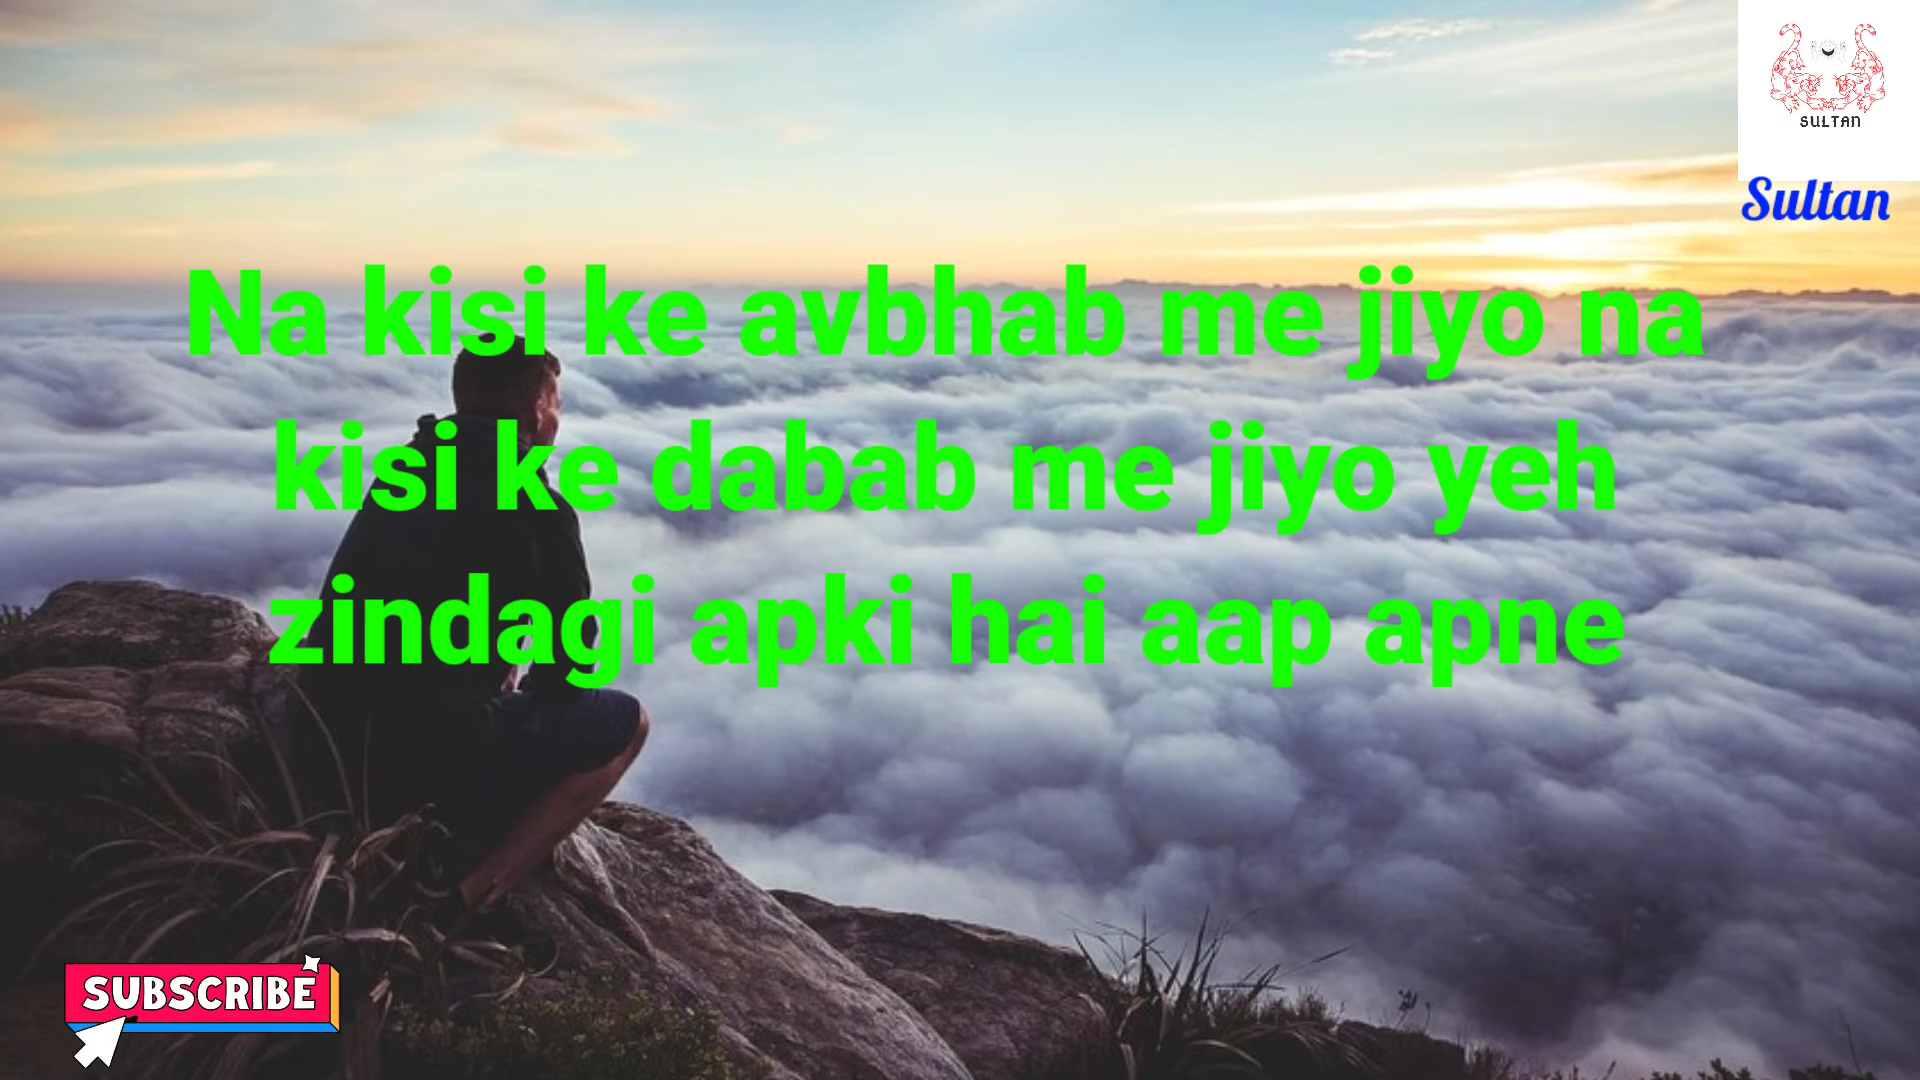 SULTAN
Sultan
Na kisi ke avbhab me jiyo na
kisi ke dabab me jiyo yeh
zindagi apki hai aap apne
SUBSCRIBE